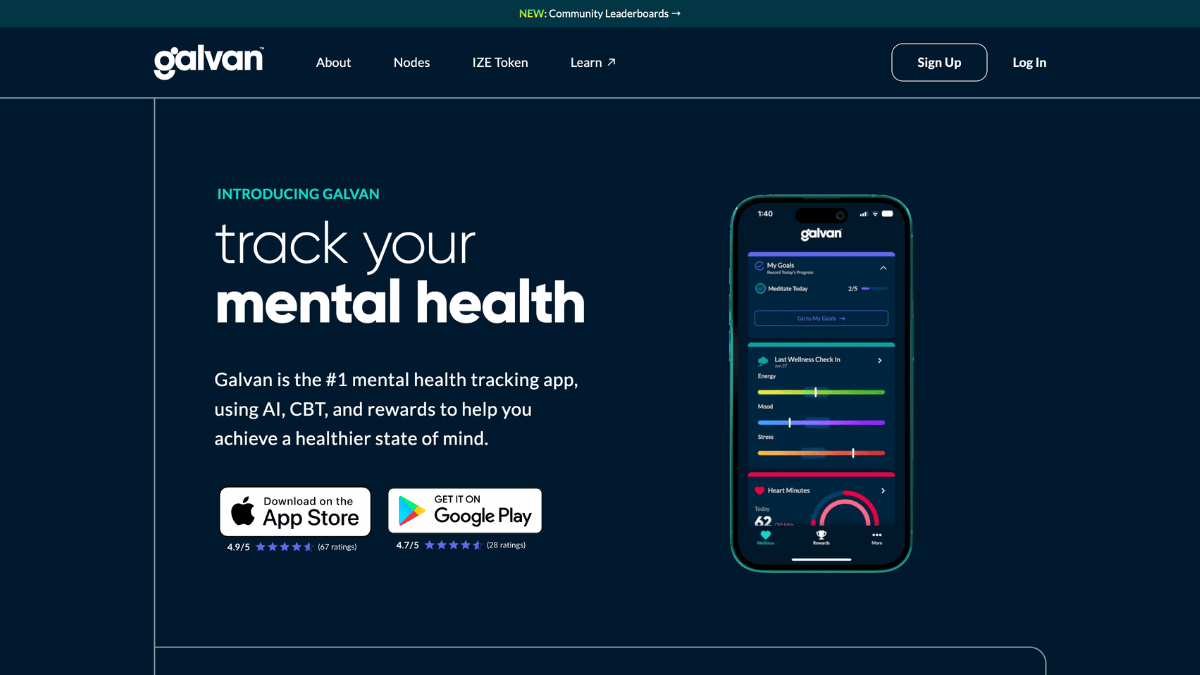 NEW: Community Leaderboards →
galvan™
About
Nodes
IZE Token
Learn ↗
Sign Up
Log In
INTRODUCING GALVAN
track your
mental health
Galvan is the #1 mental health tracking app,
using AI, CBT, and rewards to help you
achieve a healthier state of mind.
Download on the
App Store
4.9/5 (67 ratings)
GET IT ON
Google Play
4.7/5 (28 ratings)
1:40
galvan
My Goals
Record Today's Progress
Meditate Today 2/5
Go to My Goals →
Last Wellness Check In
Jun 27
Energy
Mood
Stress
Heart Minutes
Today
62
Wellness
Rewards
More